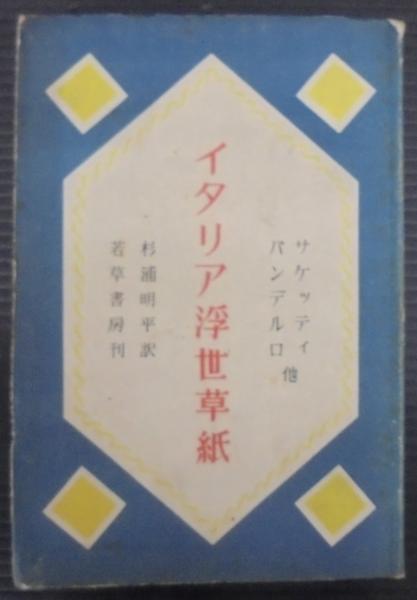 サケッティ
バンデルロ 他
イタリア浮世草紙
杉浦明平訳
若草書房刊